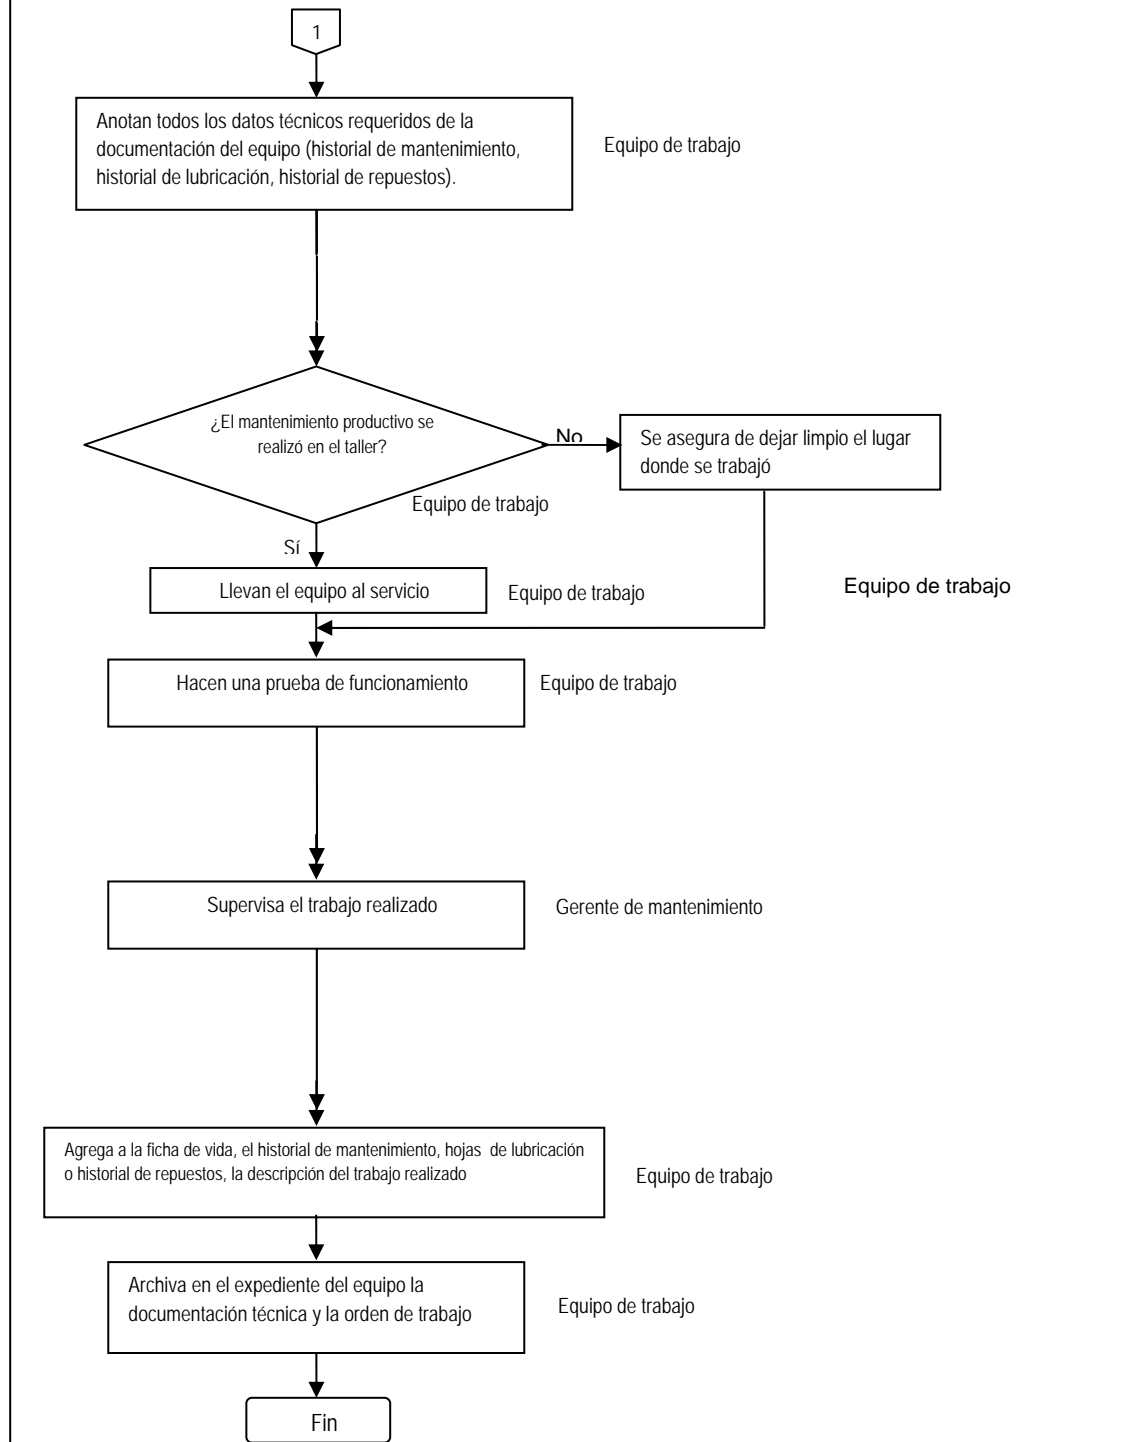 1
Anotan todos los datos técnicos requeridos de la
documentación del equipo (historial de mantenimiento,
historial de lubricación, historial de repuestos).
Equipo de trabajo
¿El mantenimiento productivo se
realizó en el taller?
Equipo de trabajo
No
Se asegura de dejar limpio el lugar
donde se trabajó
Equipo de trabajo
Sí
Llevan el equipo al servicio
Equipo de trabajo
Hacen una prueba de funcionamiento
Equipo de trabajo
Supervisa el trabajo realizado
Gerente de mantenimiento
Agrega a la ficha de vida, el historial de mantenimiento, hojas de lubricación
o historial de repuestos, la descripción del trabajo realizado
Equipo de trabajo
Archiva en el expediente del equipo la
documentación técnica y la orden de trabajo
Equipo de trabajo
Fin